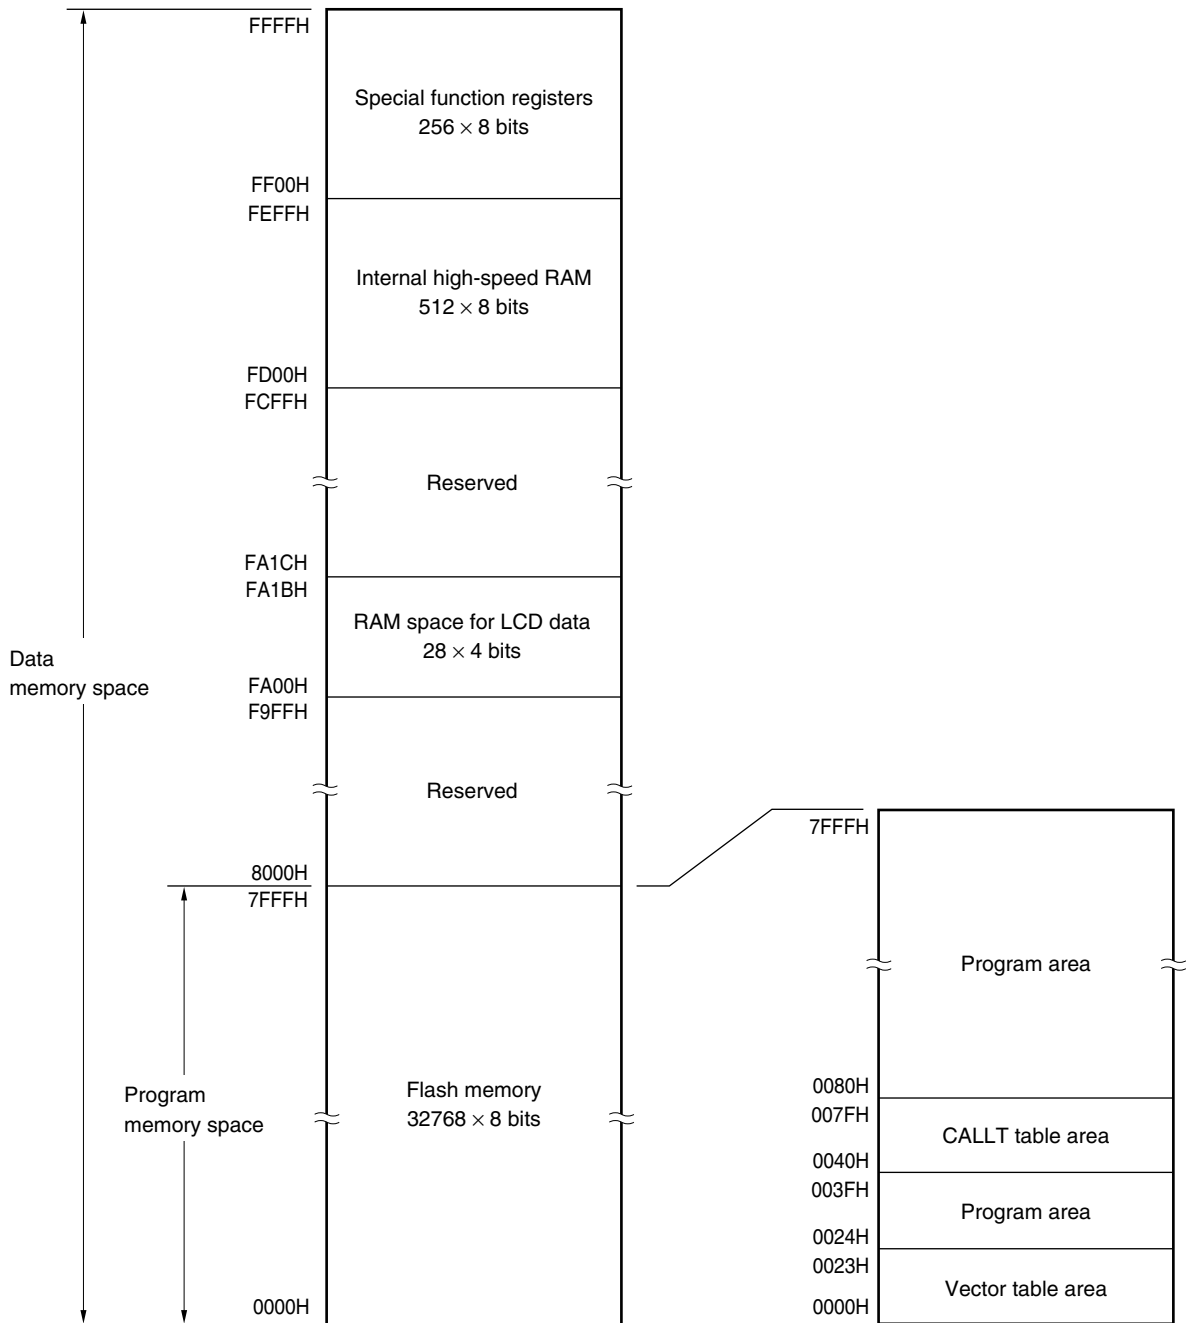 FFFFH
Special function registers
256 × 8 bits
FF00H
FEFFH
Internal high-speed RAM
512 × 8 bits
FD00H
FCFFH
Reserved
FA1CH
FA1BH
RAM space for LCD data
28 × 4 bits
Data
memory space
FA00H
F9FFH
Reserved
8000H
7FFFH
Program
memory space
Flash memory
32768 × 8 bits
0000H
7FFFH
Program area
0080H
007FH
CALLT table area
0040H
003FH
Program area
0024H
0023H
Vector table area
0000H